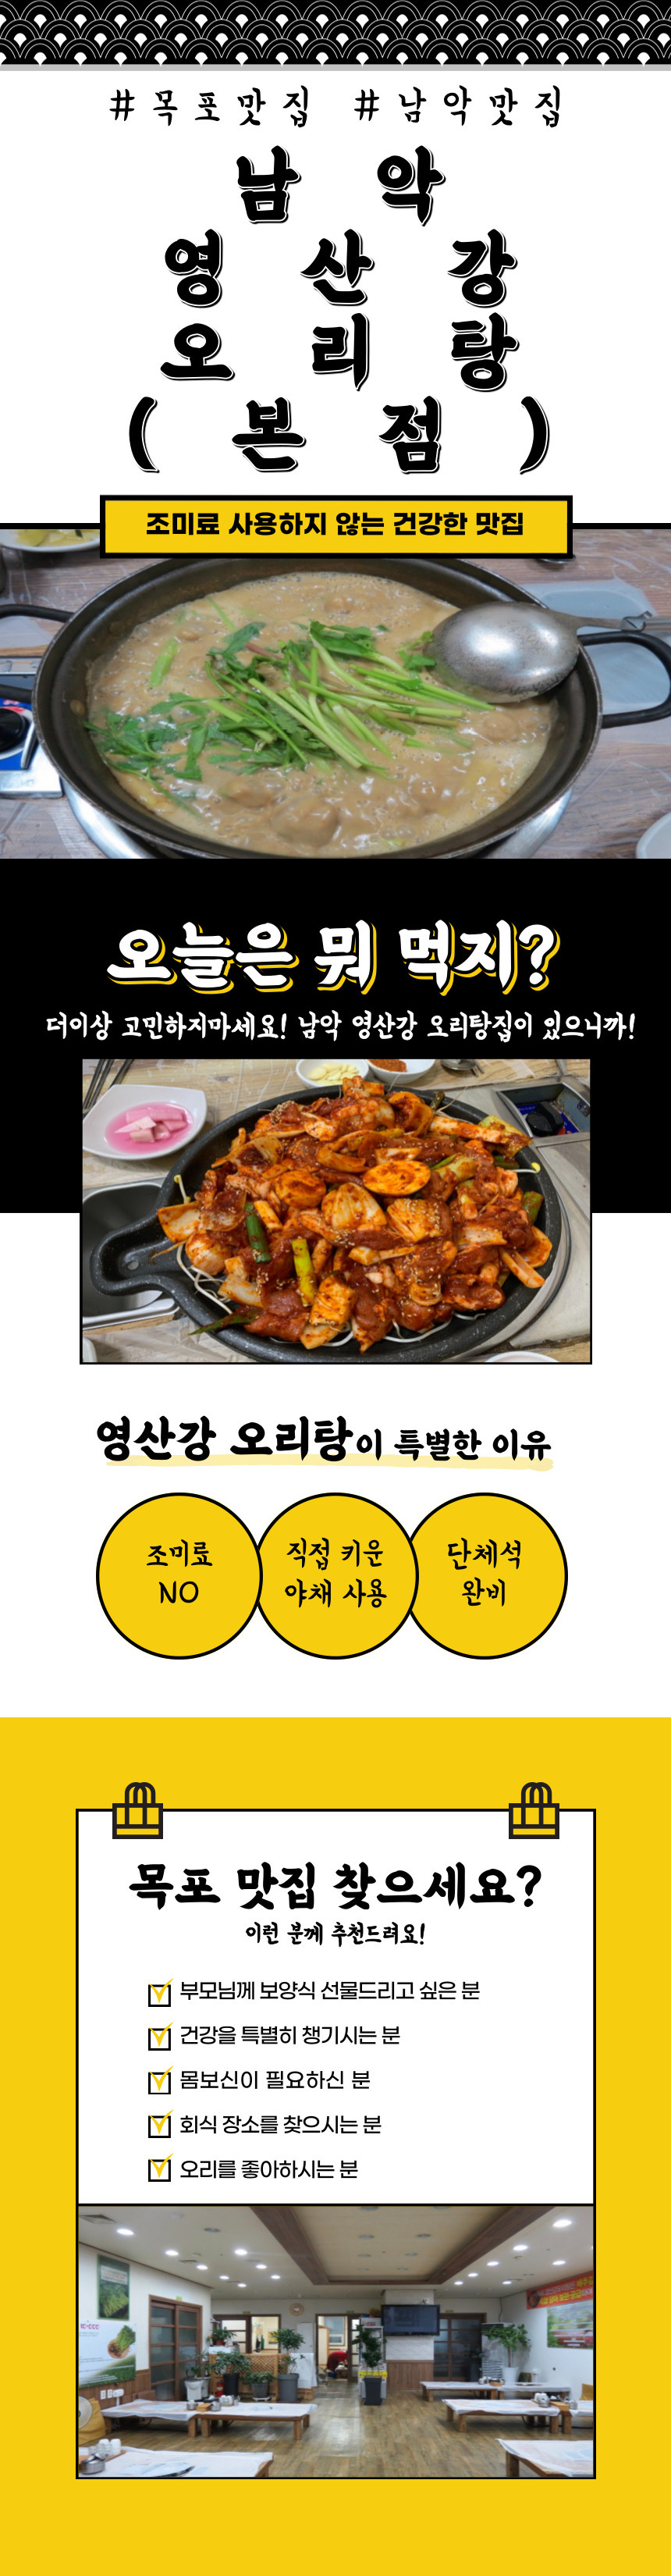 #목포맛집 #남악맛집
남악
영산강
오리탕
(본점)
조미료 사용하지 않는 건강한 맛집
오늘은 뭐 먹지?
더이상 고민하지마세요! 남악 영산강 오리탕집이 있으니까!
영산강 오리탕이 특별한 이유
조미료
NO
직접 키운
야채 사용
단체석
완비
목포 맛집 찾으세요?
이런 분께 추천드려요!
부모님께 보양식 선물드리고 싶은 분
건강을 특별히 챙기시는 분
몸보신이 필요하신 분
회식 장소를 찾으시는 분
오리를 좋아하시는 분